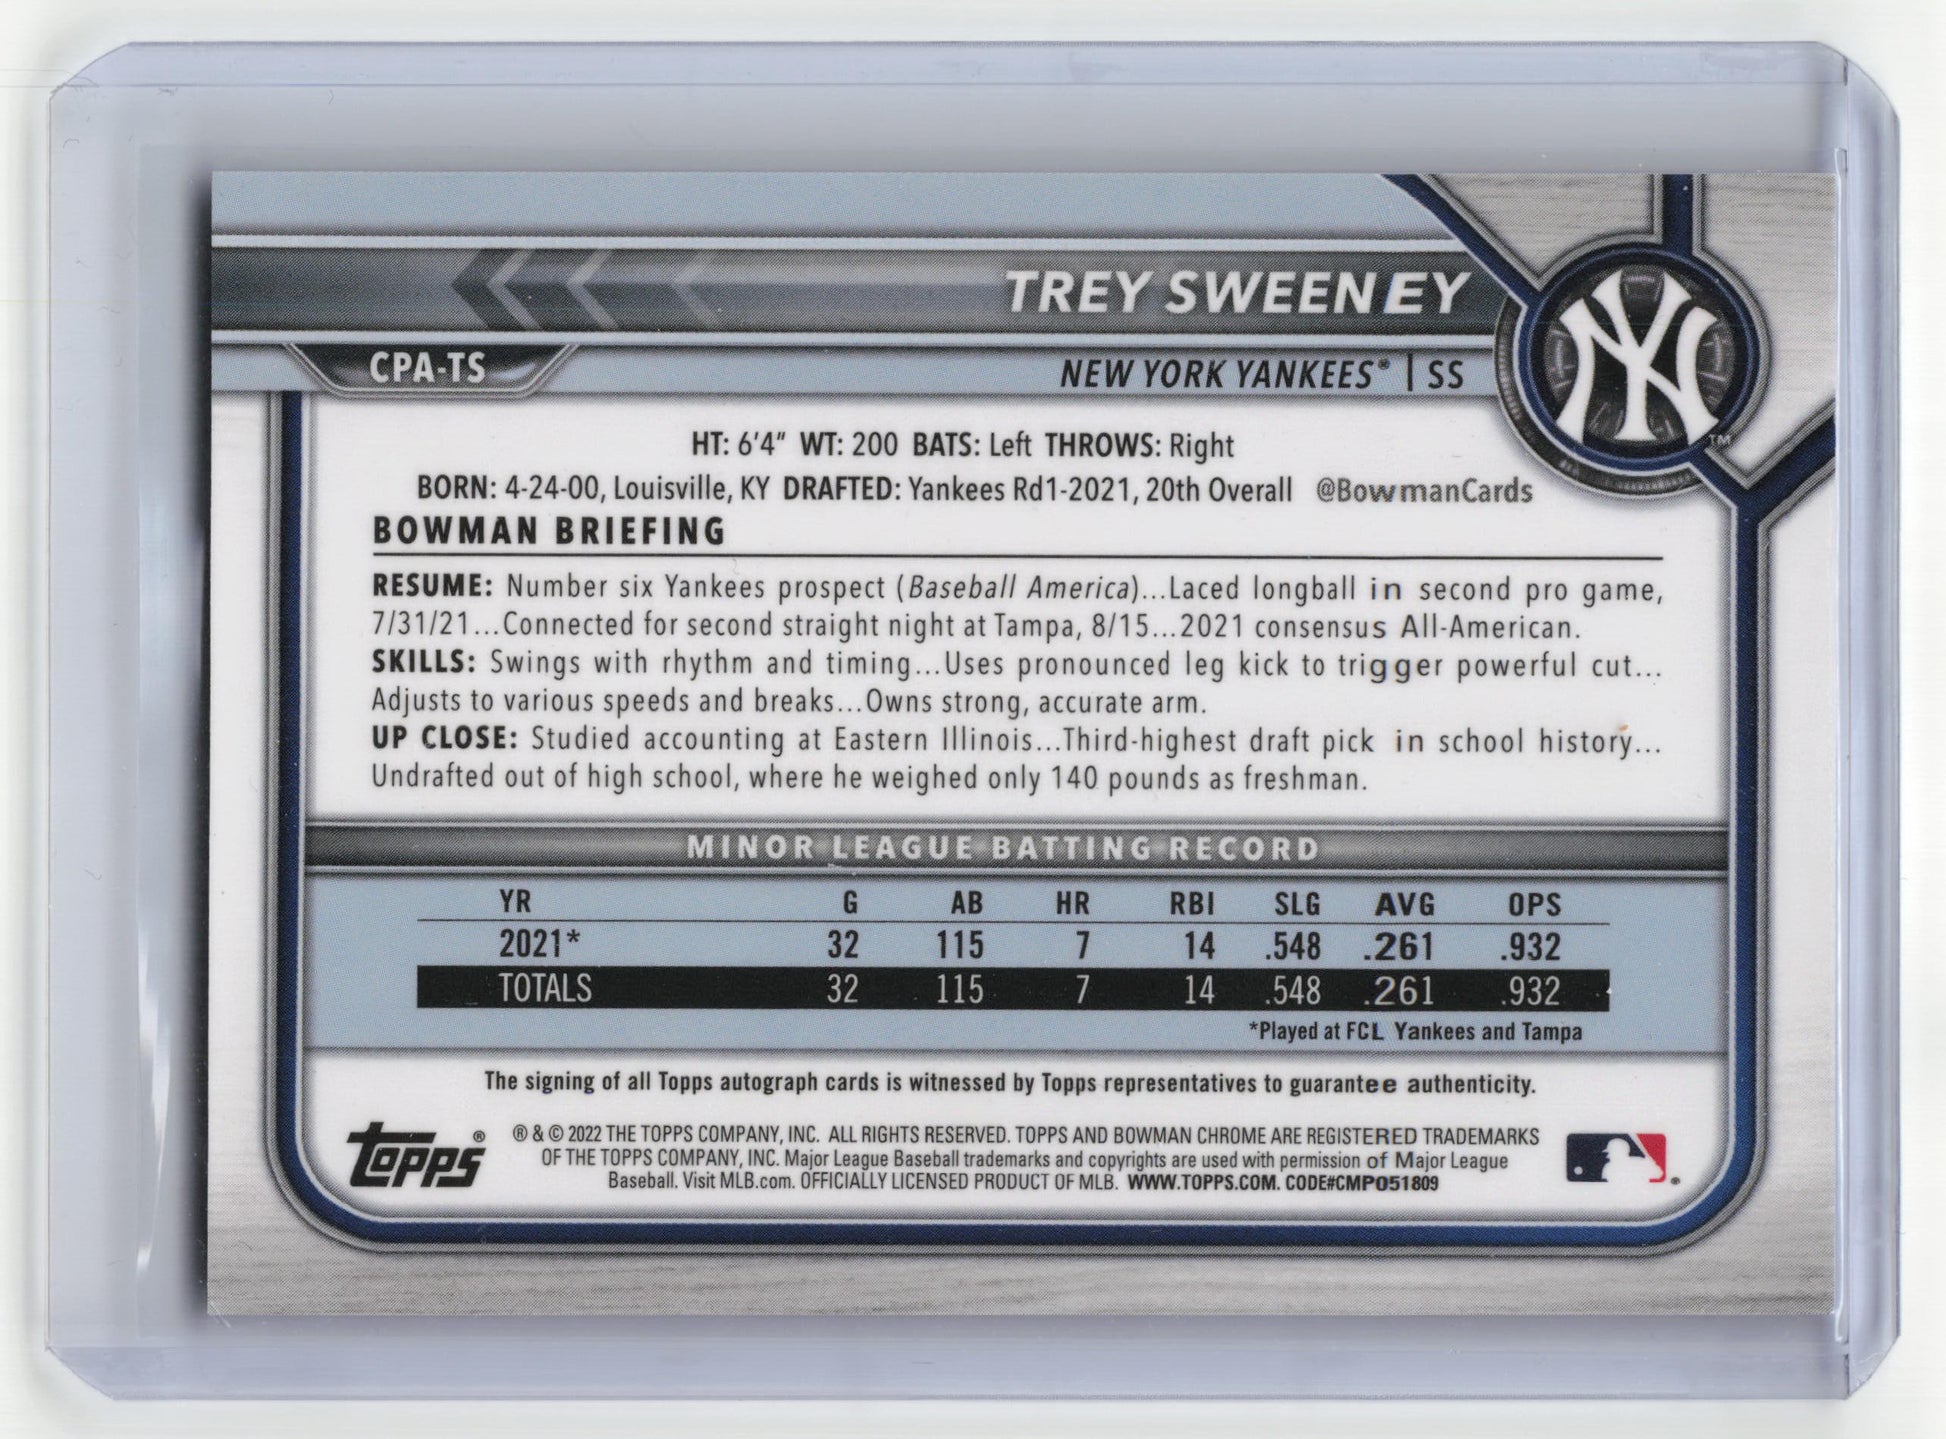 TREY SWEENEY
CPA-TS
NEW YORK YANKEES® | SS
NY
TM
HT: 6'4" WT: 200 BATS: Left THROWS: Right
BORN: 4-24-00, Louisville, KY DRAFTED: Yankees Rd1-2021, 20th Overall @BowmanCards
BOWMAN BRIEFING
RESUME: Number six Yankees prospect (Baseball America)...Laced longball in second pro game,
7/31/21...Connected for second straight night at Tampa, 8/15...2021 consensus All-American.
SKILLS: Swings with rhythm and timing...Uses pronounced leg kick to trigger powerful cut...
Adjusts to various speeds and breaks...Owns strong, accurate arm.
UP CLOSE: Studied accounting at Eastern Illinois...Third-highest draft pick in school history...
Undrafted out of high school, where he weighed only 140 pounds as freshman.
MINOR LEAGUE BATTING RECORD
YR G AB HR RBI SLG AVG OPS
2021* 32 115 7 14 .548 .261 .932
TOTALS 32 115 7 14 .548 .261 .932
*Played at FCL Yankees and Tampa
The signing of all Topps autograph cards is witnessed by Topps representatives to guarantee authenticity.
topps®
® & © 2022 THE TOPPS COMPANY, INC. ALL RIGHTS RESERVED. TOPPS AND BOWMAN CHROME ARE REGISTERED TRADEMARKS
OF THE TOPPS COMPANY, INC. Major League Baseball trademarks and copyrights are used with permission of Major League
Baseball. Visit MLB.com. OFFICIALLY LICENSED PRODUCT OF MLB. WWW.TOPPS.COM. CODE#CMP051809